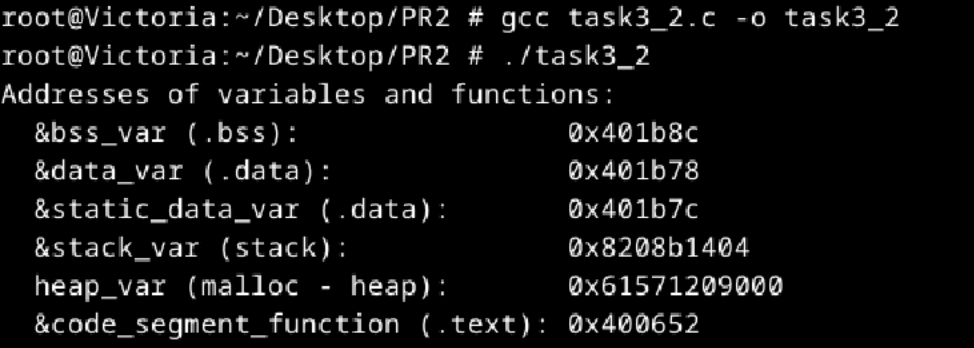 root@Victoria:~/Desktop/PR2 # gcc task3_2.c -o task3_2
root@Victoria:~/Desktop/PR2 # ./task3_2
Addresses of variables and functions:
  &bss_var (.bss):                 0x401b8c
  &data_var (.data):               0x401b78
  &static_data_var (.data):        0x401b7c
  &stack_var (stack):              0x8208b1404
  heap_var (malloc - heap):        0x61571209000
  &code_segment_function (.text): 0x400652